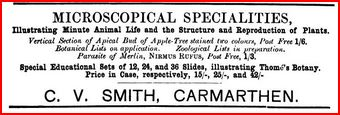 MICROSCOPICAL SPECIALITIES,
Illustrating Minute Animal Life and the Structure and Reproduction of Plants.
Vertical Section of Apical Bud of Apple-Tree stained two colours, Post Free 1/6.
Botanical Lists on application. Zoological Lists in preparation.
Parasite of Merlin, NIRMUS RUFUS, Post Free, 1/3.
Special Educational Sets of 12, 24, and 36 Slides, illustrating Thomé's Botany.
Price in Case, respectively, 15/-, 25/-, and 42/-
C. V. SMITH, CARMARTHEN.